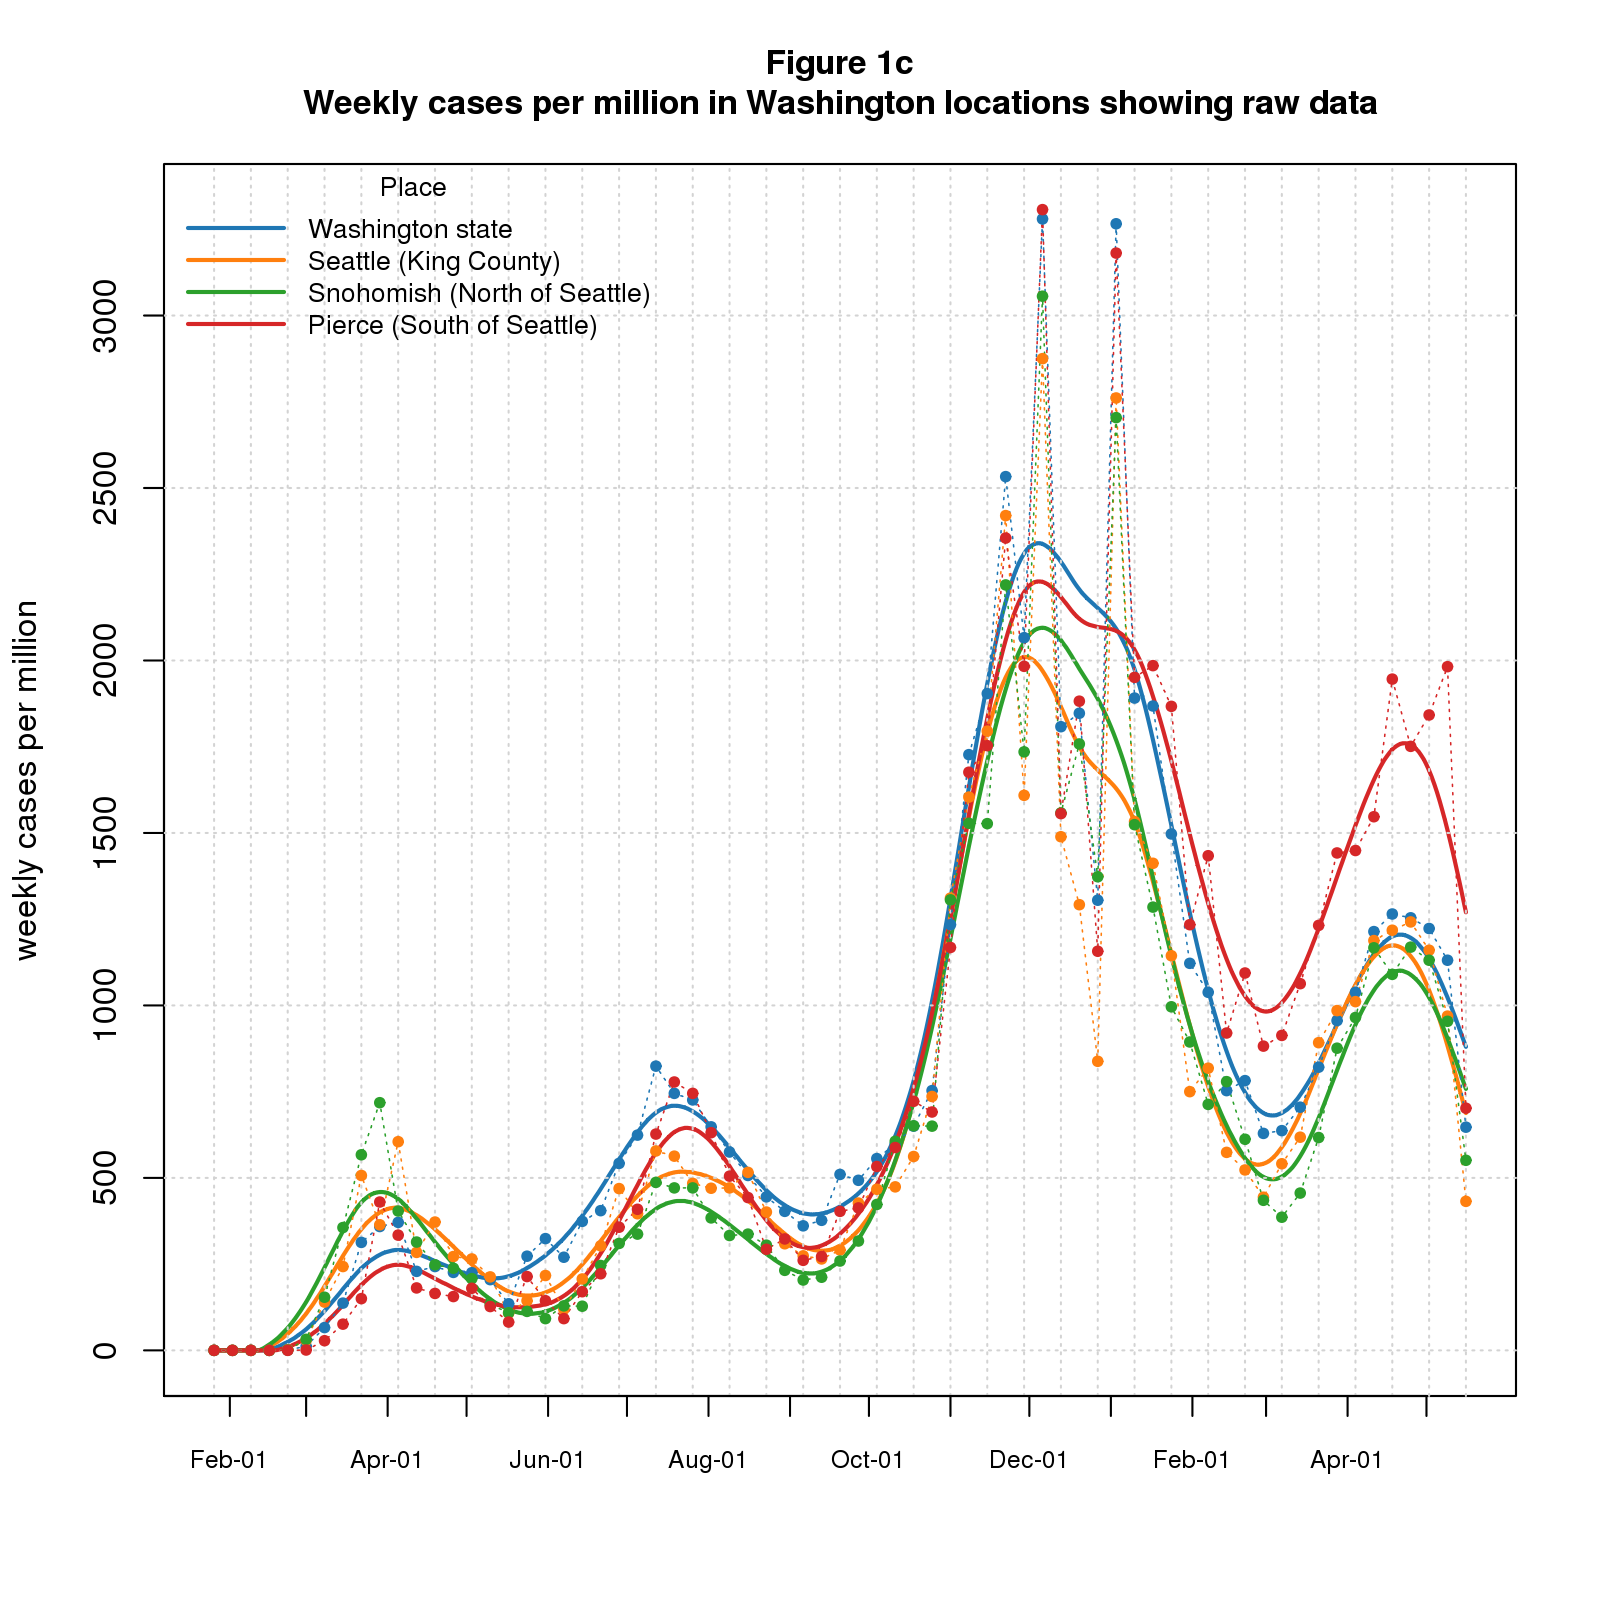 Figure 1c
Weekly cases per million in Washington locations showing raw data
Place
Washington state
Seattle (King County)
Snohomish (North of Seattle)
Pierce (South of Seattle)
weekly cases per million
3000
2500
2000
1500
1000
500
0
Feb-01 Apr-01 Jun-01 Aug-01 Oct-01 Dec-01 Feb-01 Apr-01